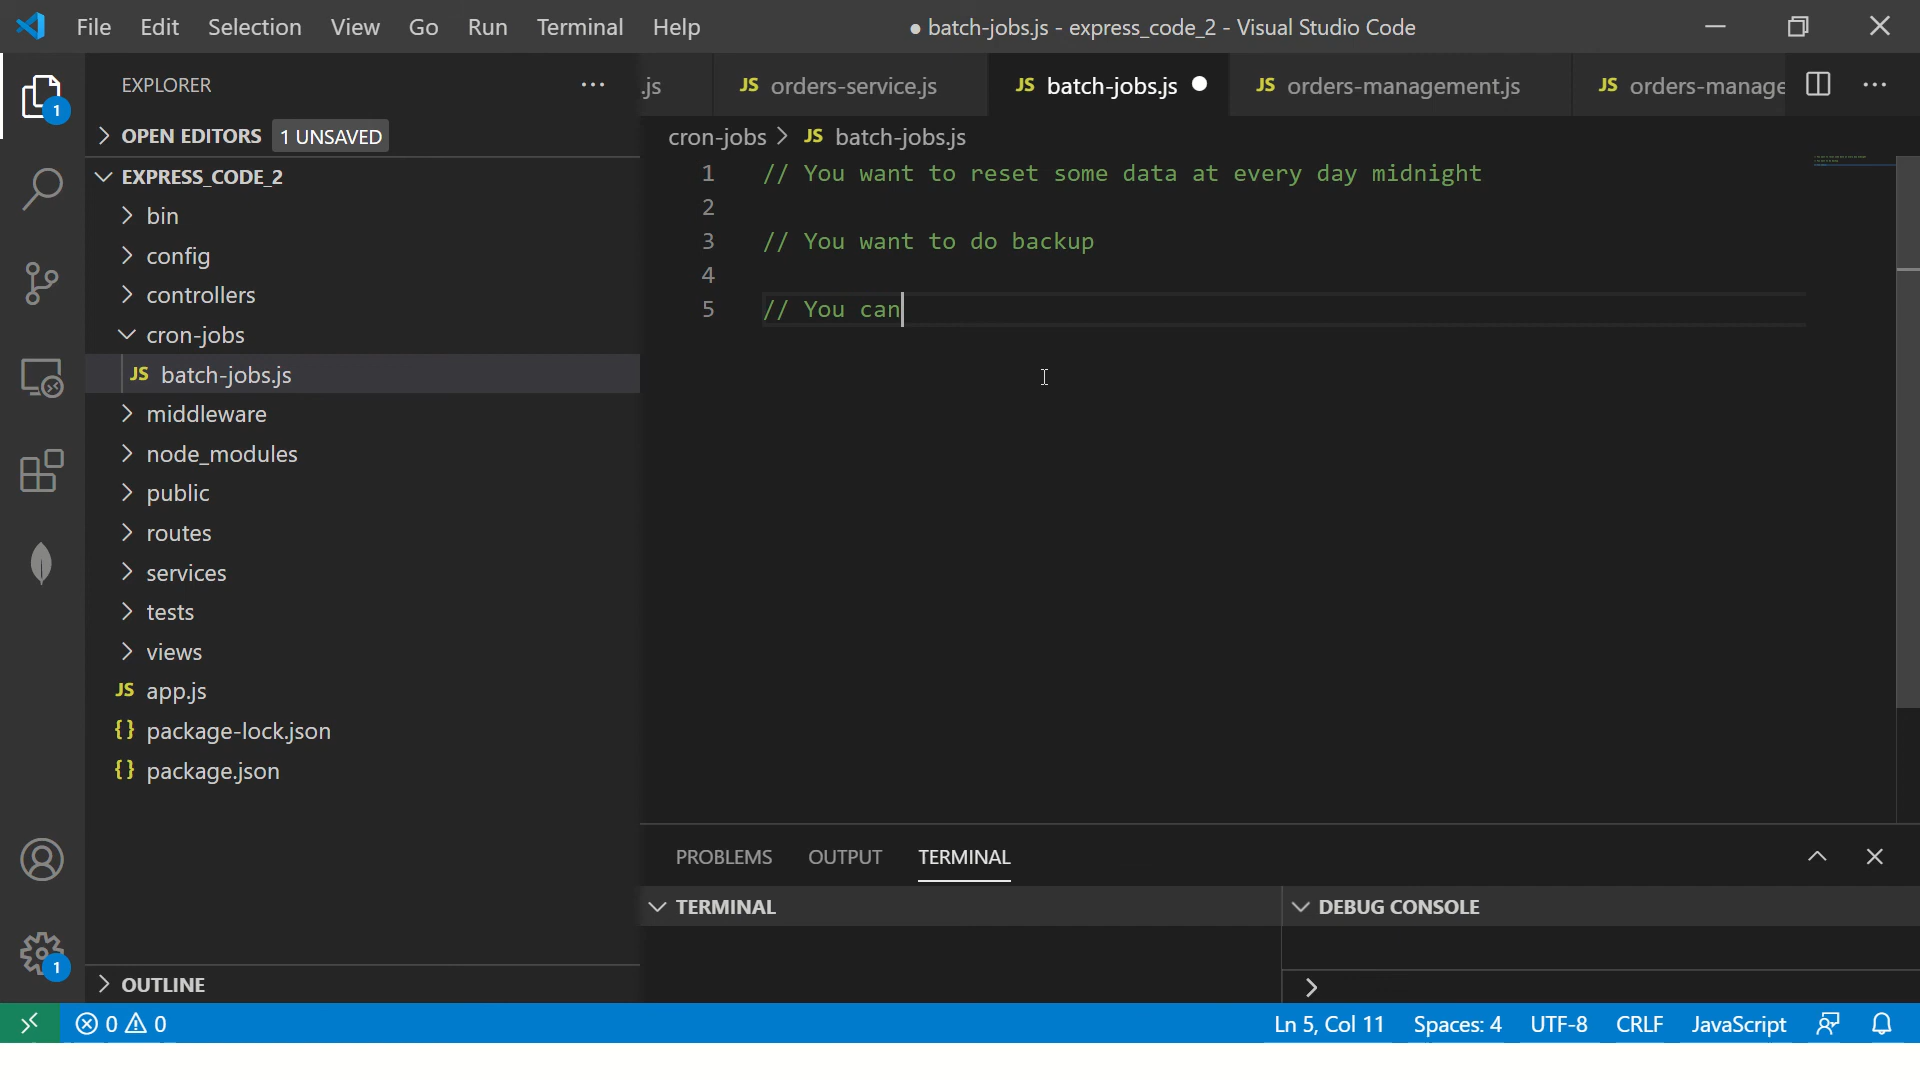 File Edit Selection View Go Run Terminal Help
● batch-jobs.js - express_code_2 - Visual Studio Code
EXPLORER ...
.js
JS orders-service.js
JS batch-jobs.js ●
JS orders-management.js
JS orders-manage
...
1
> OPEN EDITORS 1 UNSAVED
cron-jobs > JS batch-jobs.js
EXPRESS_CODE_2
bin
config
controllers
cron-jobs
JS batch-jobs.js
middleware
node_modules
public
routes
services
tests
views
JS app.js
{} package-lock.json
{} package.json
1 // You want to reset some data at every day midnight
2
3 // You want to do backup
4
5 // You can
PROBLEMS OUTPUT TERMINAL
TERMINAL
DEBUG CONSOLE
>
1
OUTLINE
0 0
Ln 5, Col 11 Spaces: 4 UTF-8 CRLF JavaScript